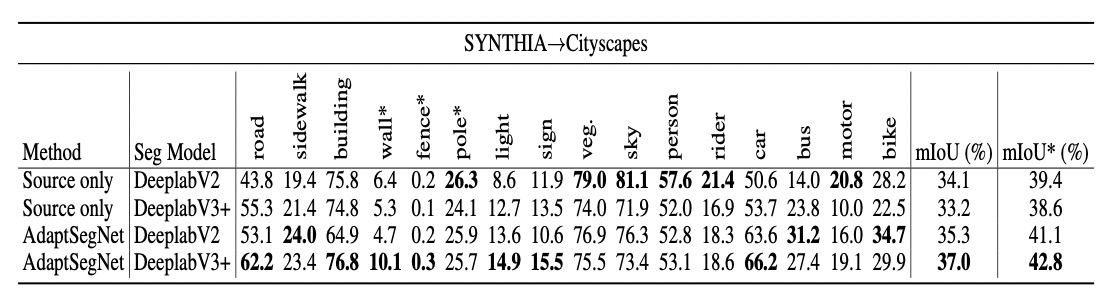 SYNTHIA→Cityscapes
Method Seg Model road sidewalk building wall* fence* pole* light sign veg. sky person rider car bus motor bike mIoU (%) mIoU* (%)
Source only DeeplabV2 43.8 19.4 75.8 6.4 0.2 26.3 8.6 11.9 79.0 81.1 57.6 21.4 50.6 14.0 20.8 28.2 34.1 39.4
Source only DeeplabV3+ 55.3 21.4 74.8 5.3 0.1 24.1 12.7 13.5 74.0 71.9 52.0 16.9 53.7 23.8 10.0 22.5 33.2 38.6
AdaptSegNet DeeplabV2 53.1 24.0 64.9 4.7 0.2 25.9 13.6 10.6 76.9 76.3 52.8 18.3 63.6 31.2 16.0 34.7 35.3 41.1
AdaptSegNet DeeplabV3+ 62.2 23.4 76.8 10.1 0.3 25.7 14.9 15.5 75.5 73.4 53.1 18.6 66.2 27.4 19.1 29.9 37.0 42.8